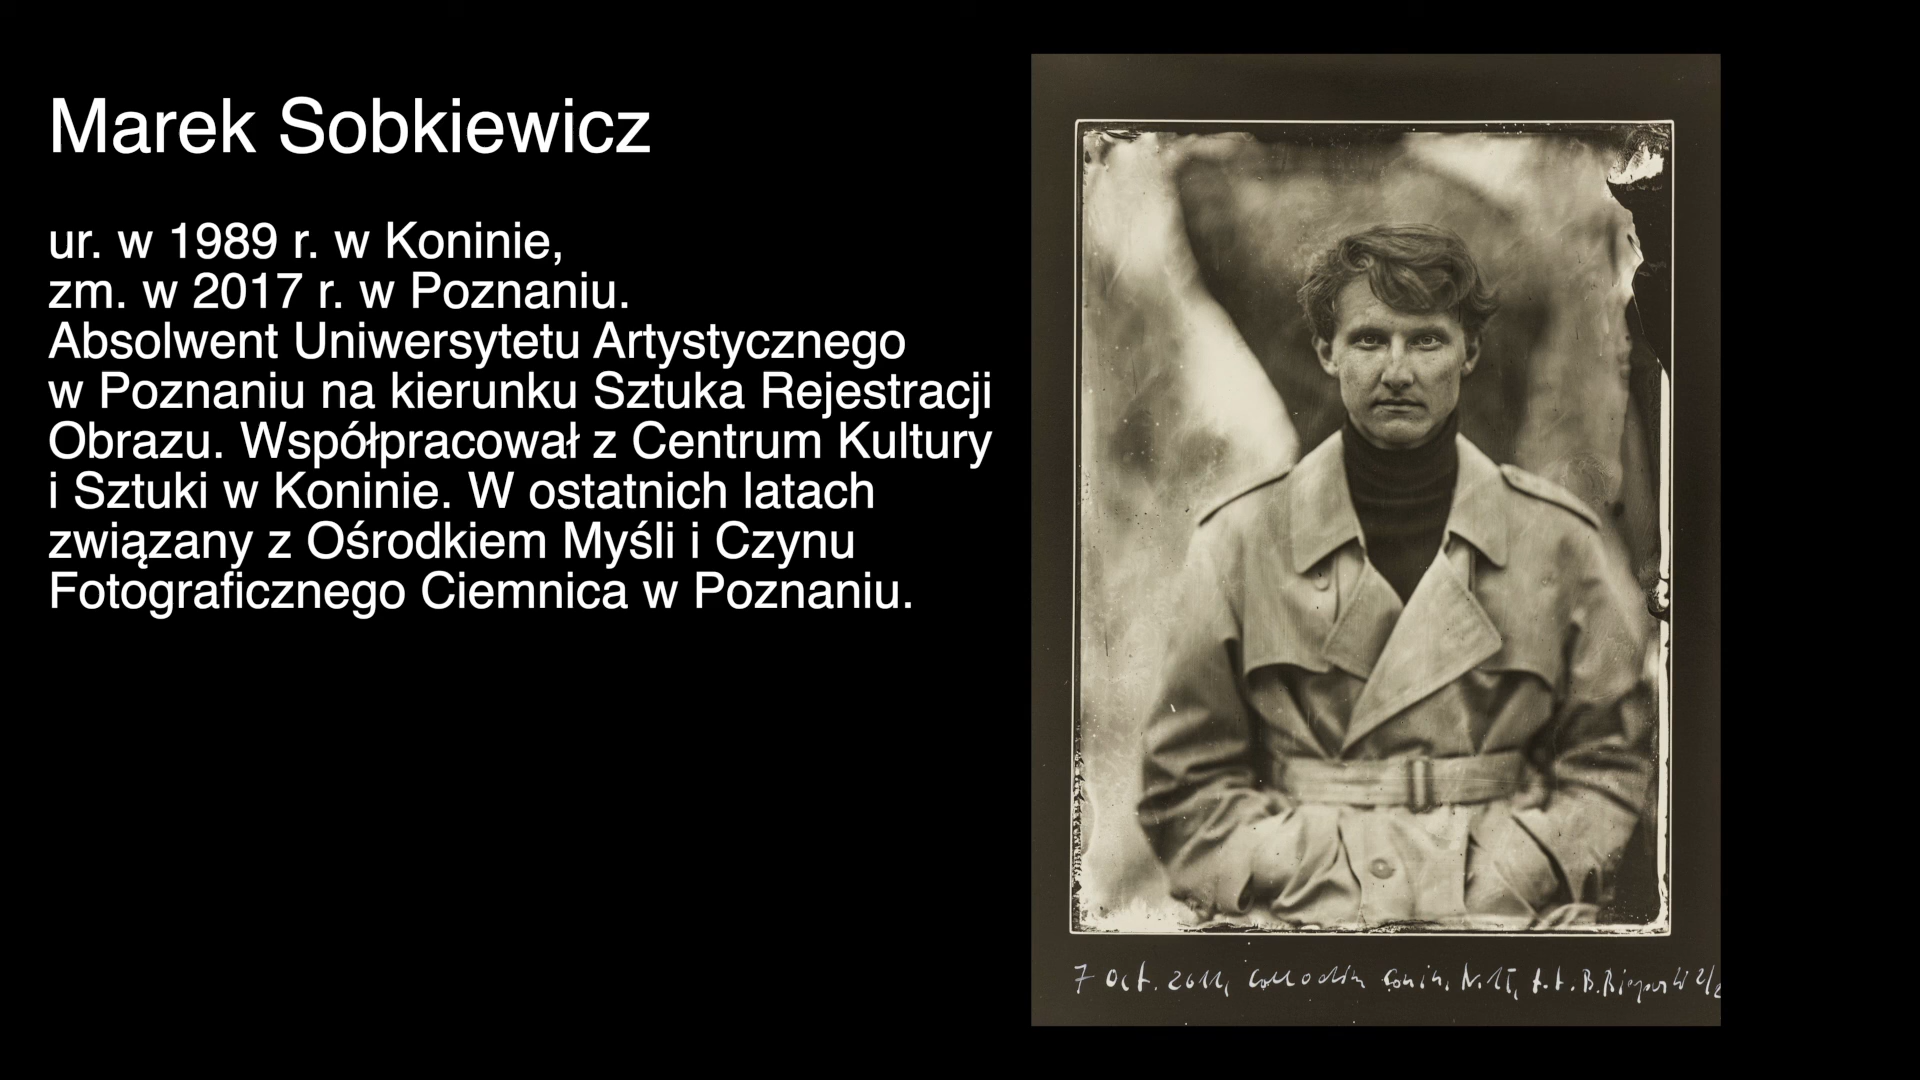 Marek Sobkiewicz
ur. w 1989 r. w Koninie,
zm. w 2017 r. w Poznaniu.
Absolwent Uniwersytetu Artystycznego
w Poznaniu na kierunku Sztuka Rejestracji
Obrazu. Współpracował z Centrum Kultury
i Sztuki w Koninie. W ostatnich latach
związany z Ośrodkiem Myśli i Czynu
Fotograficznego Ciemnica w Poznaniu.
7 Oct. 2011,